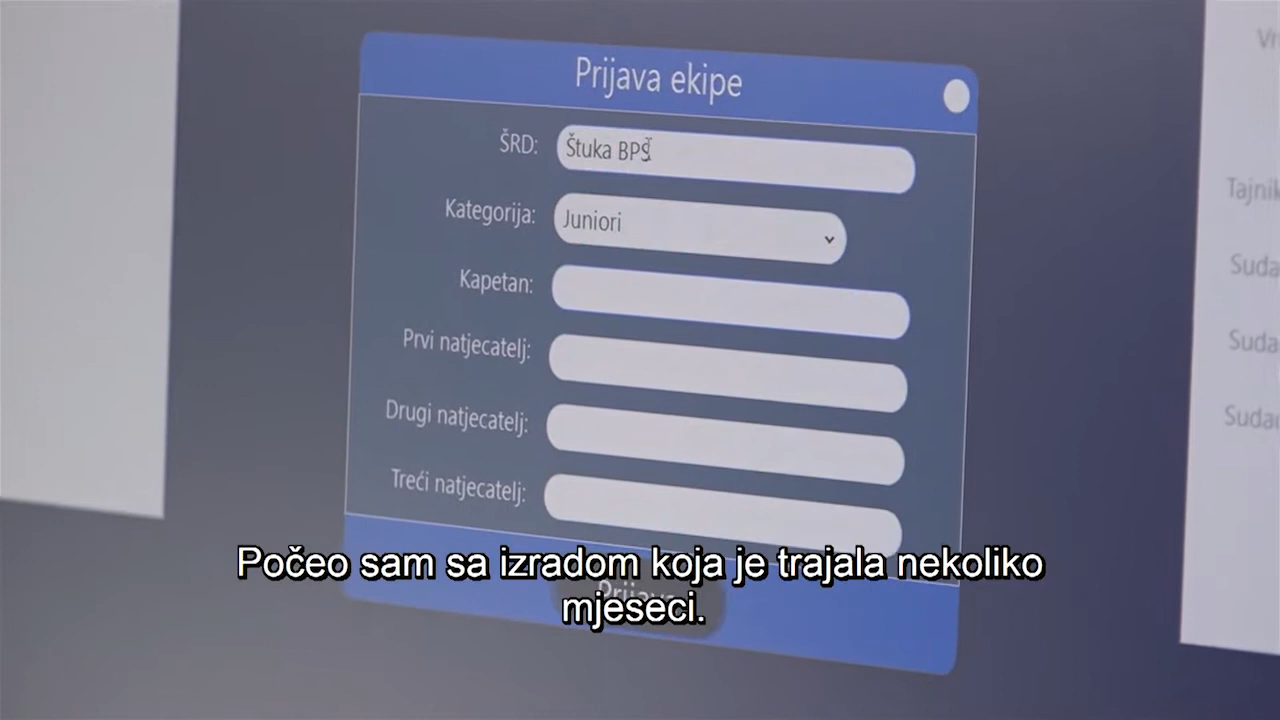 Prijava ekipe
ŠRD: Štuka BPŠ
Kategorija: Juniori
Kapetan:
Prvi natjecatelj:
Drugi natjecatelj:
Treći natjecatelj:
Tajnik
Počeo sam sa izradom koja je trajala nekoliko
mjeseci.